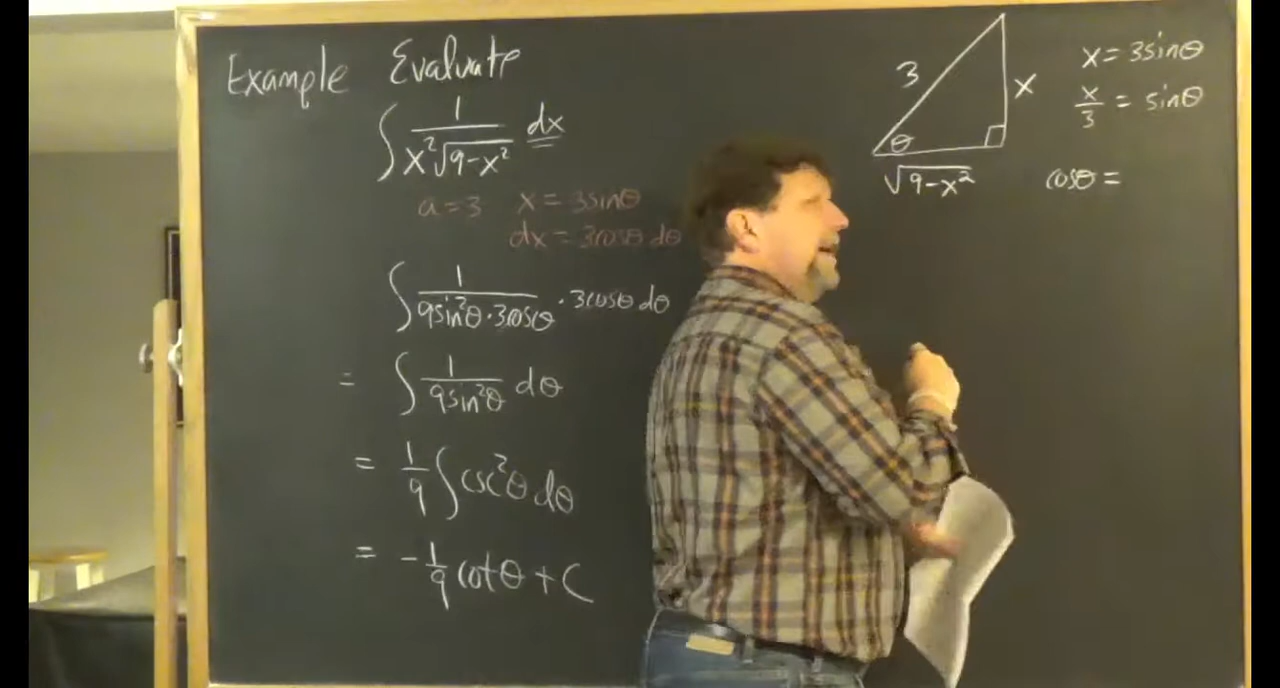 Example Evaluate
∫ 1/(x²√(9-x²)) dx
a=3 x=3sinθ
dx=3cosθ dθ
∫ 1/(9sin²θ·3cosθ) · 3cosθ dθ
= ∫ 1/(9sin²θ) dθ
= 1/9 ∫ csc²θ dθ
= -1/9 cotθ + C
3
x
θ
√(9-x²)
x=3sinθ
x/3 = sinθ
cosθ =